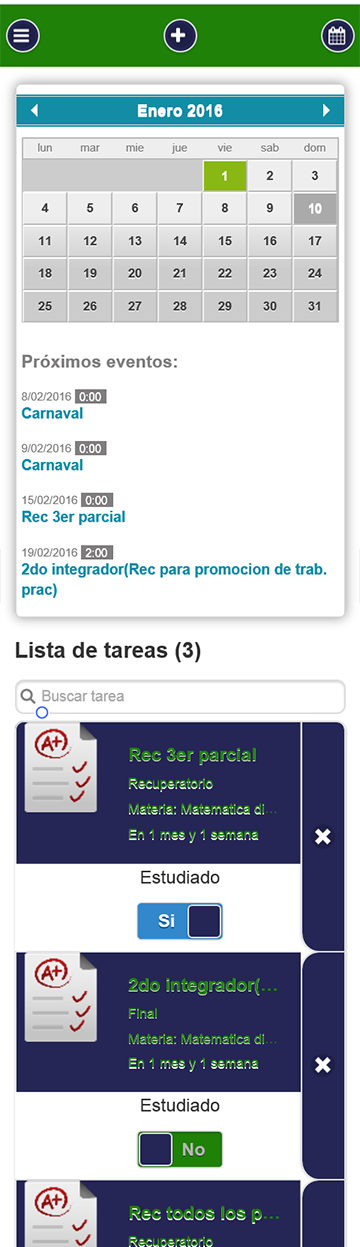 Enero 2016
lun mar mie jue vie sab dom
1 2 3
4 5 6 7 8 9 10
11 12 13 14 15 16 17
18 19 20 21 22 23 24
25 26 27 28 29 30 31
Próximos eventos:
8/02/2016 0:00
Carnaval
9/02/2016 0:00
Carnaval
15/02/2016 0:00
Rec 3er parcial
19/02/2016 2:00
2do integrador(Rec para promocion de trab.
prac)
Lista de tareas (3)
Buscar tarea
A+
Rec 3er parcial
Recuperatorio
Materia: Matematica di...
En 1 mes y 1 semana
Estudiado
Si
A+
2do integrador(...
Final
Materia: Matematica di...
En 1 mes y 1 semana
Estudiado
No
A+
Rec todos los p...
Recuperatorio